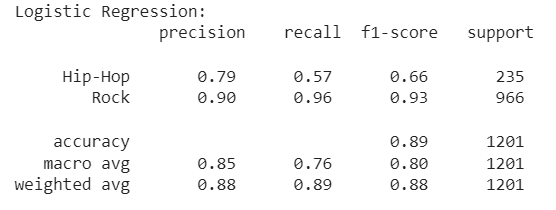 Logistic Regression:
precision recall f1-score support
Hip-Hop 0.79 0.57 0.66 235
Rock 0.90 0.96 0.93 966
accuracy 0.89 1201
macro avg 0.85 0.76 0.80 1201
weighted avg 0.88 0.89 0.88 1201